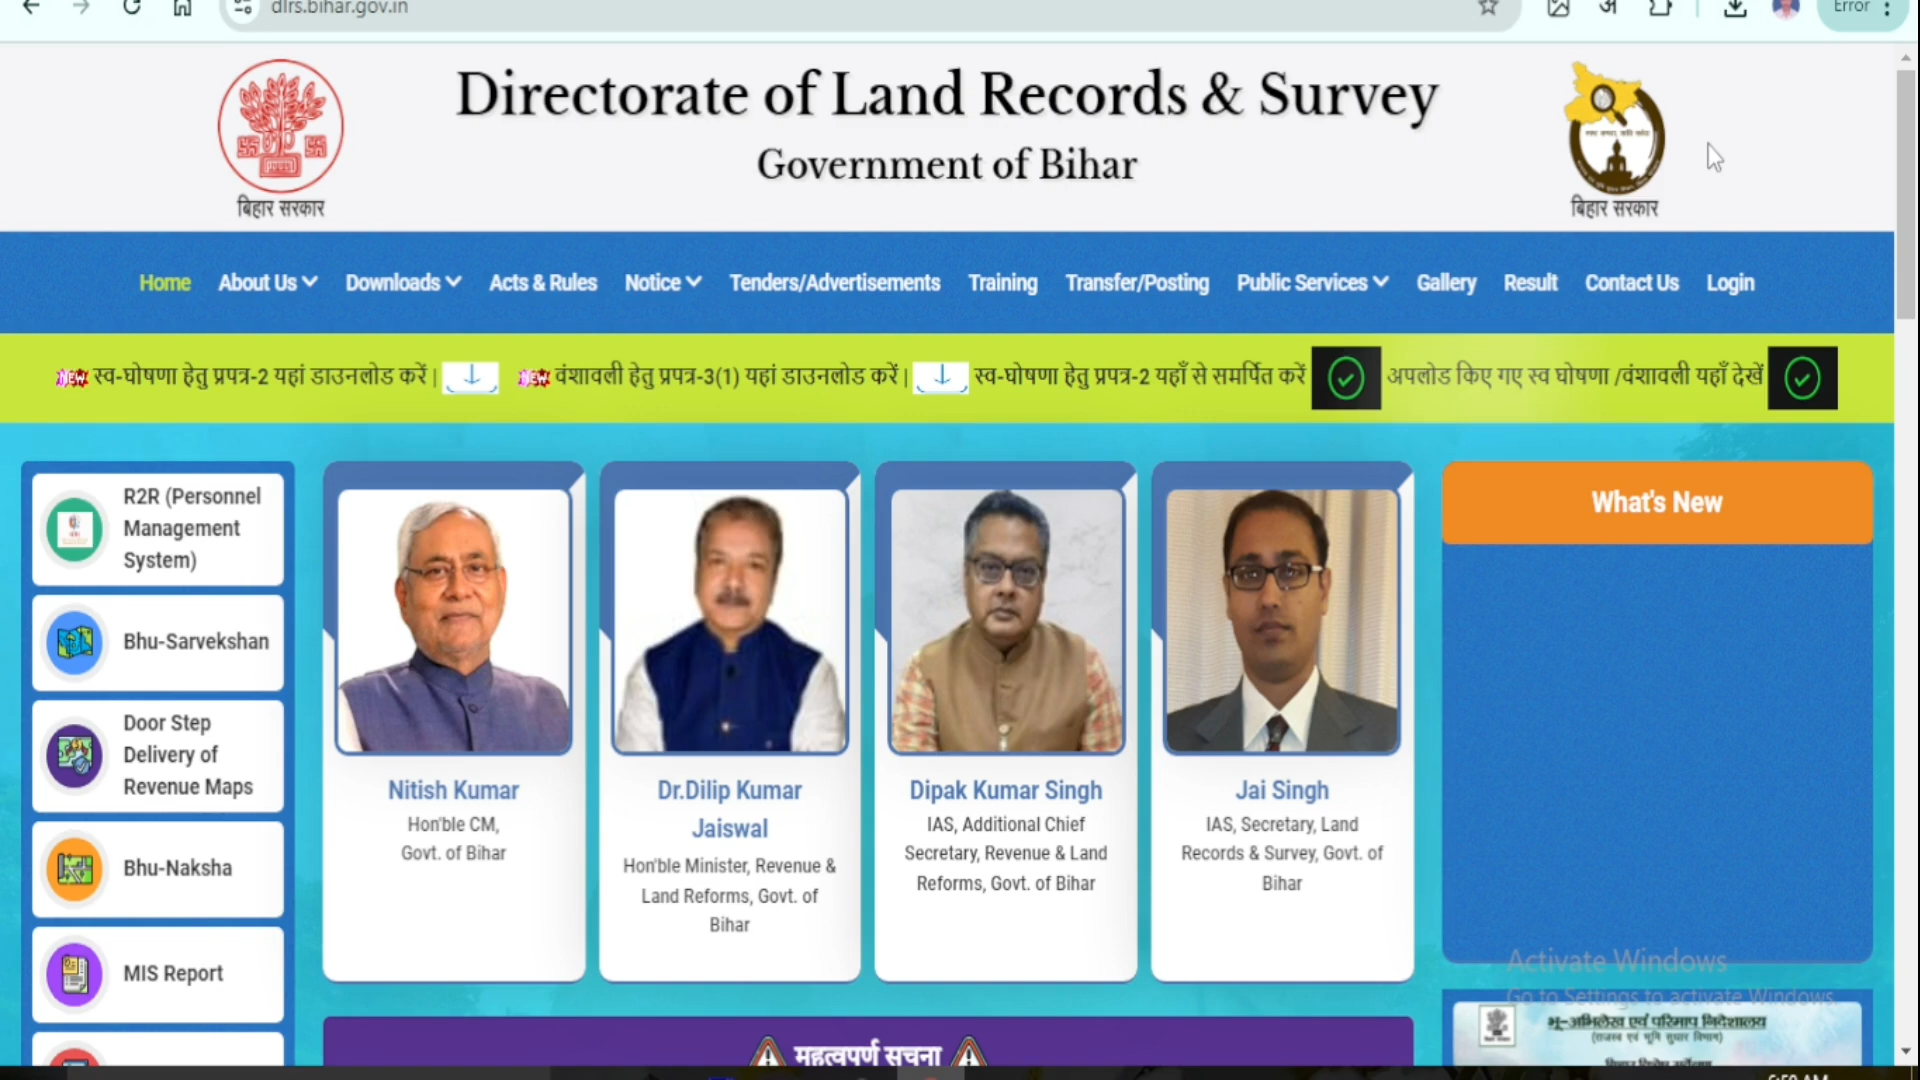 dlrs.bihar.gov.in
अ
Error
Directorate of Land Records & Survey
Government of Bihar
बिहार सरकार
बिहार सरकार
Home About Us Downloads Acts & Rules Notice Tenders/Advertisements Training Transfer/Posting Public Services Gallery Result Contact Us Login
NEW स्व-घोषणा हेतु प्रपत्र-2 यहां डाउनलोड करें | NEW वंशावली हेतु प्रपत्र-3(1) यहां डाउनलोड करें | स्व-घोषणा हेतु प्रपत्र-2 यहाँ से समर्पित करें अपलोड किए गए स्व घोषणा /वंशावली यहाँ देखें
R2R (Personnel
Management
System)
Bhu-Sarvekshan
Door Step
Delivery of
Revenue Maps
Bhu-Naksha
MIS Report
Nitish Kumar
Hon'ble CM,
Govt. of Bihar
Dr.Dilip Kumar
Jaiswal
Hon'ble Minister, Revenue &
Land Reforms, Govt. of
Bihar
Dipak Kumar Singh
IAS, Additional Chief
Secretary, Revenue & Land
Reforms, Govt. of Bihar
Jai Singh
IAS, Secretary, Land
Records & Survey, Govt. of
Bihar
What's New
Activate Windows
Go to Settings to activate Windows.
भू-अभिलेख एवं परिमाप निदेशालय
(राजस्व एवं भूमि सुधार विभाग)
महत्वपूर्ण सूचना